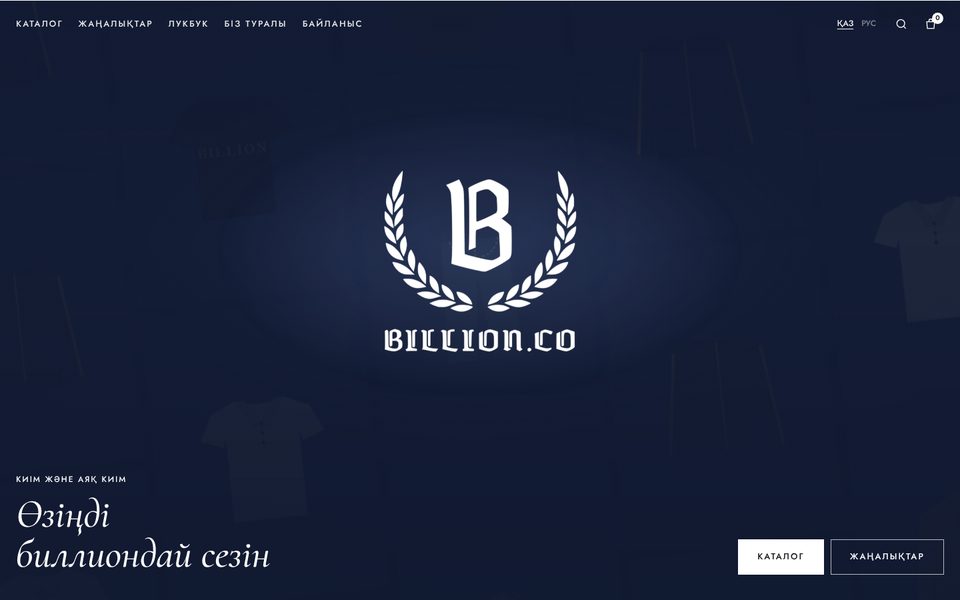 КАТАЛОГ ЖАҢАЛЫҚТАР ЛУКБУК БІЗ ТУРАЛЫ БАЙЛАНЫС
ҚАЗ РУС 0
BILLION
B
BILLION.CO
КИІМ ЖӘНЕ АЯҚ КИІМ
Өзіңді
биллиондай сезін
КАТАЛОГ ЖАҢАЛЫҚТАР